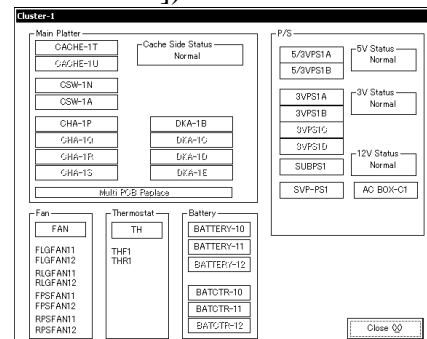 Cluster-1
Main Platter
CACHE-1T
CACHE-1U
Cache Side Status
Normal
CSW-1N
CSW-1A
CHA-1P
CHA-1Q
CHA-1R
CHA-1S
DKA-1B
DKA-1C
DKA-1D
DKA-1E
Multi PCB Replace
P/S
5/3VPS1A
5/3VPS1B
5V Status
Normal
3VPS1A
3VPS1B
3VPS1C
3VPS1D
3V Status
Normal
SUBPS1
12V Status
Normal
SVP-PS1
AC BOX-C1
Fan
FAN
FLGFAN11
FLGFAN12
RLGFAN11
RLGFAN12
FPSFAN11
FPSFAN12
RPSFAN11
RPSFAN12
Thermostat
TH
THF1
THR1
Battery
BATTERY-10
BATTERY-11
BATTERY-12
BATCTR-10
BATCTR-11
BATCTR-12
Close